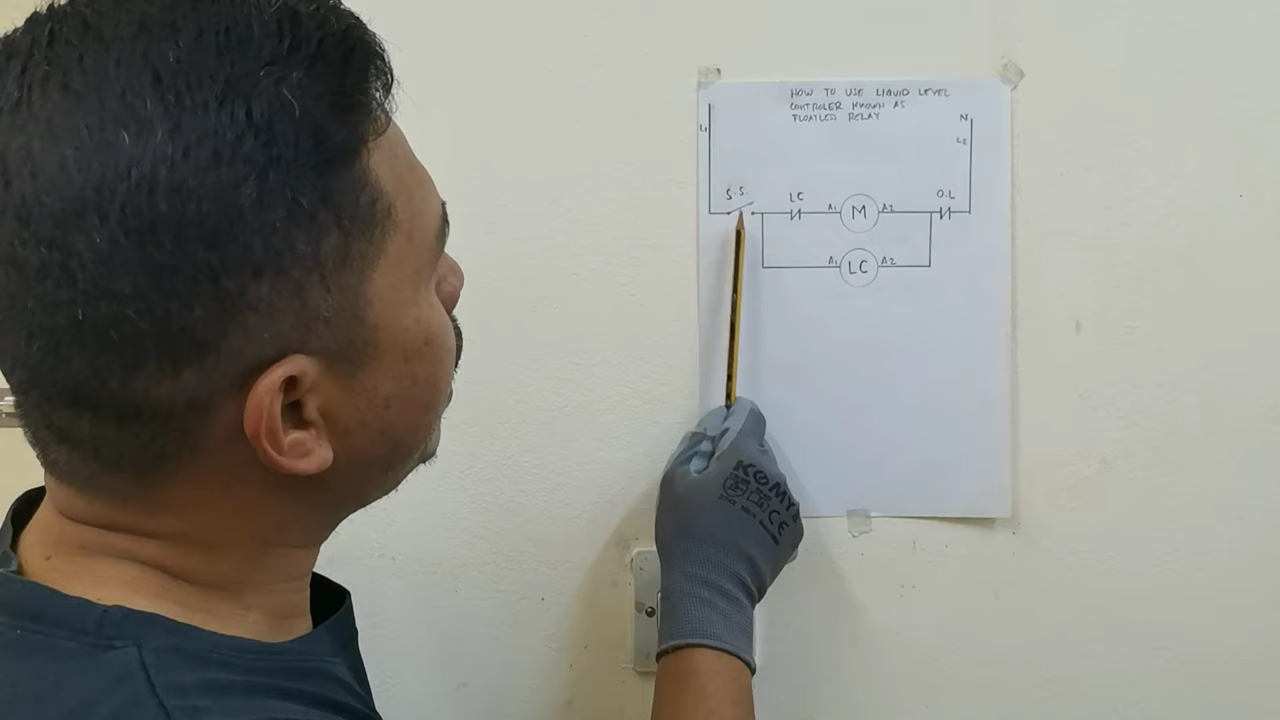 HOW TO USE LIQUID LEVEL
CONTROLER KNOWN AS
FLOATLESS RELAY
L1
N
L2
S.S.
LC
A1
M
A2
O.L
A1
LC
A2
KOMY
CE